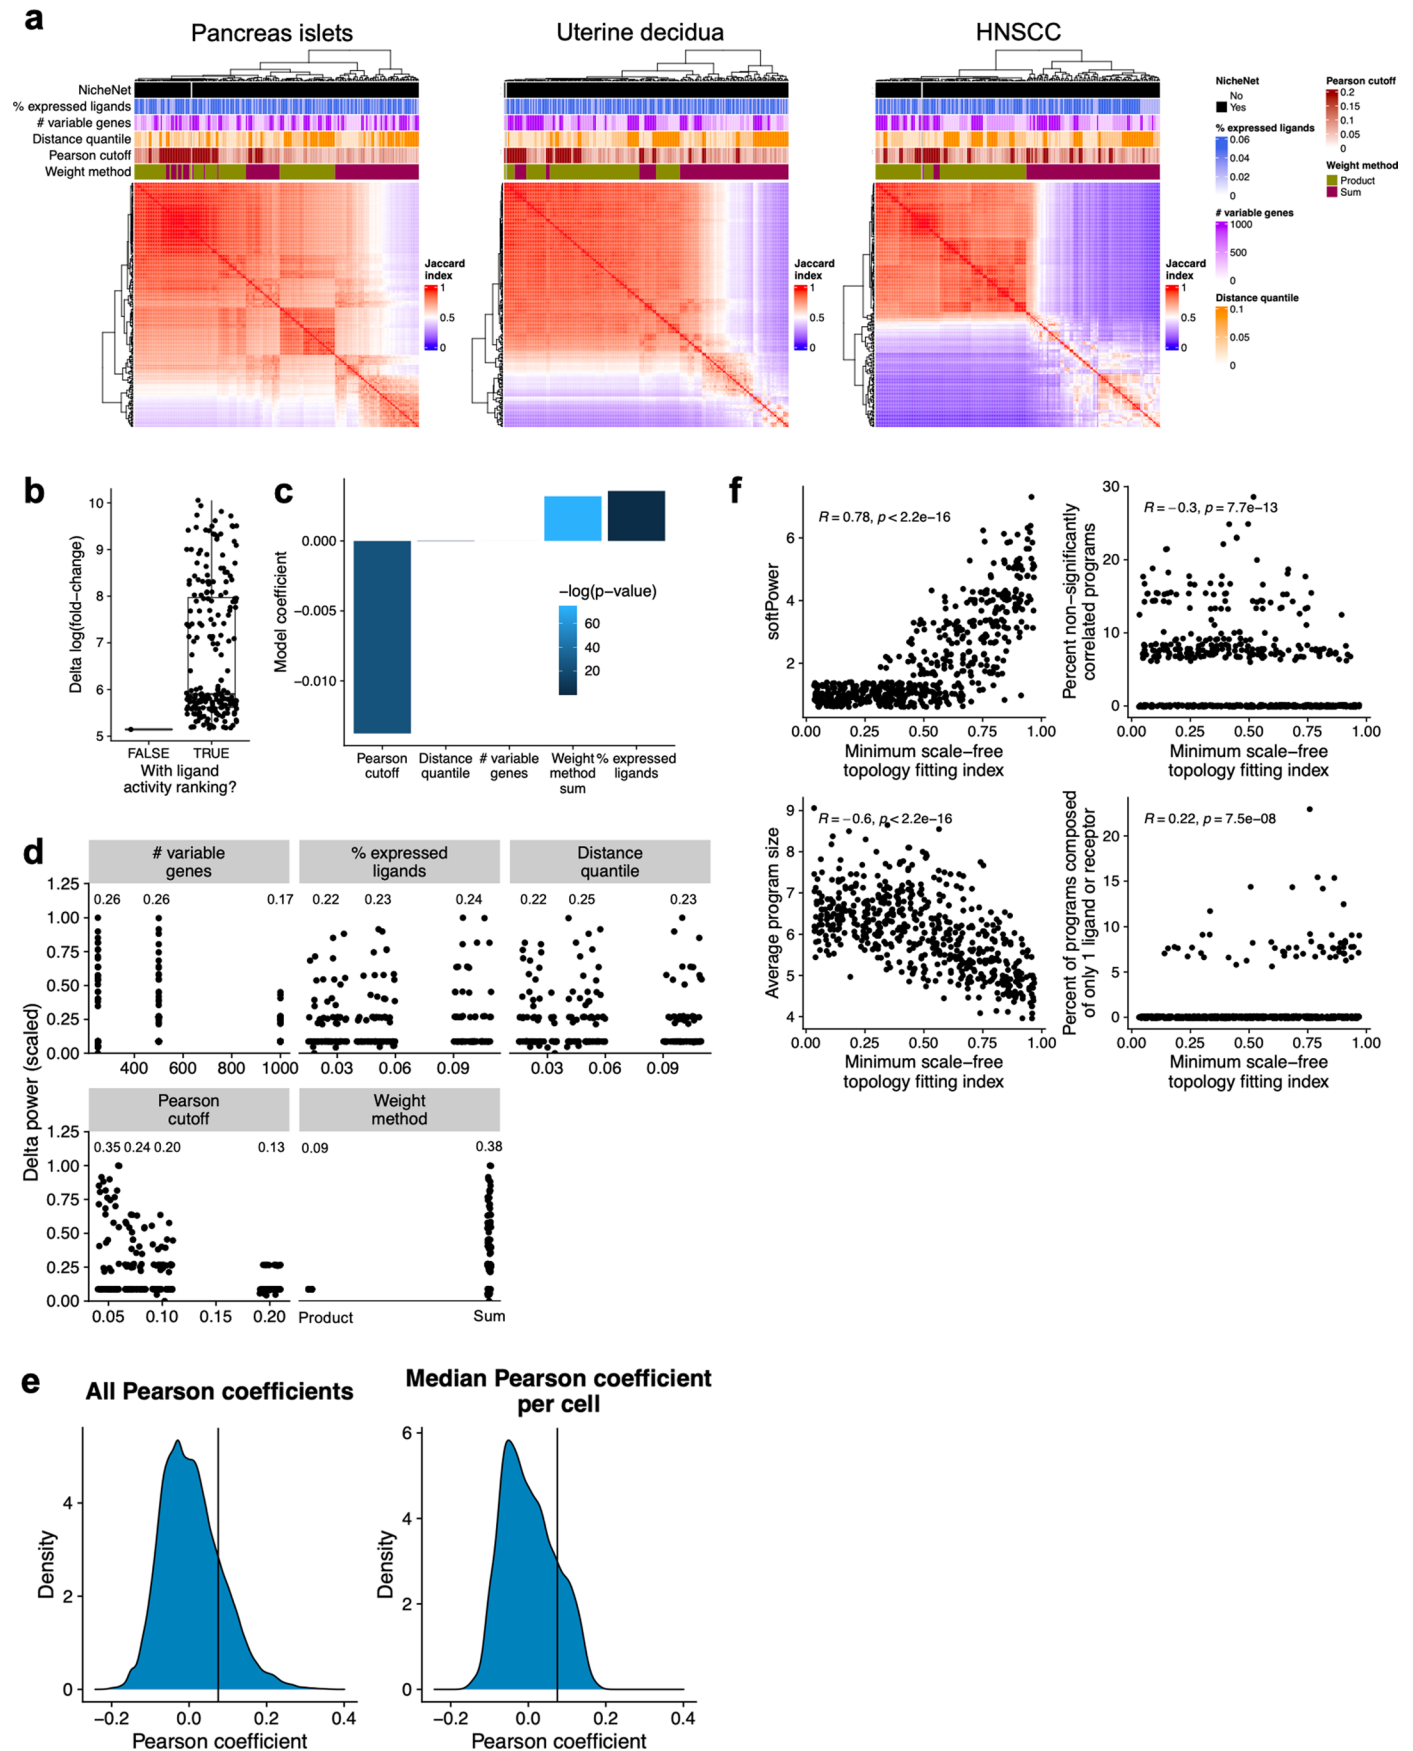 a
Pancreas islets
Uterine decidua
HNSCC
NicheNet
% expressed ligands
# variable genes
Distance quantile
Pearson cutoff
Weight method
Jaccard
index
1
0.5
0
Jaccard
index
1
0.5
0
Jaccard
index
1
0.5
0
NicheNet
No
Yes
% expressed ligands
0.06
0.04
0.02
0
# variable genes
1000
500
0
Distance quantile
0.1
0.05
0
Pearson cutoff
0.2
0.15
0.1
0.05
0
Weight method
Product
Sum
b
Delta log(fold−change)
10
9
8
7
6
5
FALSE TRUE
With ligand
activity ranking?
c
Model coefficient
0.000
−0.005
−0.010
−log(p−value)
60
40
20
Pearson
cutoff
Distance
quantile
# variable
genes
Weight
method
sum
% expressed
ligands
d
Delta power (scaled)
# variable
genes
% expressed
ligands
Distance
quantile
1.25
1.00
0.75
0.50
0.25
0.00
0.26 0.26 0.17
0.22 0.23 0.24
0.22 0.25 0.23
400 600 800 1000
0.03 0.06 0.09
0.03 0.06 0.09
Pearson
cutoff
Weight
method
1.25
1.00
0.75
0.50
0.25
0.00
0.35 0.24 0.20 0.13
0.09 0.38
0.05 0.10 0.15 0.20
Product Sum
e
All Pearson coefficients
Density
4
2
0
−0.2 0.0 0.2 0.4
Pearson coefficient
Median Pearson coefficient
per cell
Density
6
4
2
0
−0.2 0.0 0.2 0.4
Pearson coefficient
f
softPower
6
4
2
R = 0.78, p < 2.2e−16
0.00 0.25 0.50 0.75 1.00
Minimum scale−free
topology fitting index
Percent non−significantly
correlated programs
30
20
10
0
R = −0.3, p = 7.7e−13
0.00 0.25 0.50 0.75 1.00
Minimum scale−free
topology fitting index
Average program size
9
8
7
6
5
4
R = −0.6, p < 2.2e−16
0.00 0.25 0.50 0.75 1.00
Minimum scale−free
topology fitting index
Percent of programs composed
of only 1 ligand or receptor
20
15
10
5
0
R = 0.22, p = 7.5e−08
0.00 0.25 0.50 0.75 1.00
Minimum scale−free
topology fitting index